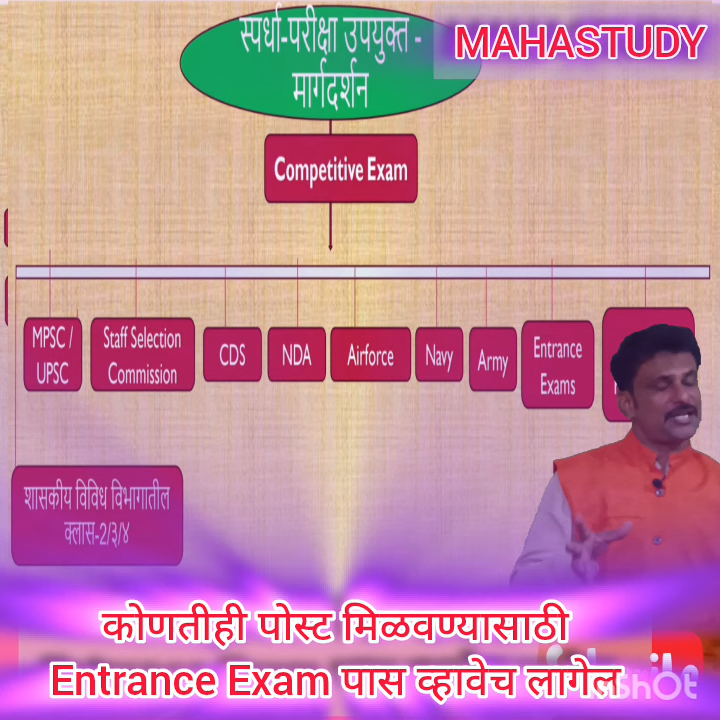 स्पर्धा-परीक्षा उपयुक्त -
मार्गदर्शन
MAHASTUDY
Competitive Exam
MPSC /
UPSC
Staff Selection
Commission
CDS
NDA
Airforce
Navy
Army
Entrance
Exams
शासकीय विविध विभागातील
क्लास-2/३/४
कोणतीही पोस्ट मिळवण्यासाठी
Entrance Exam पास व्हावेच लागेल